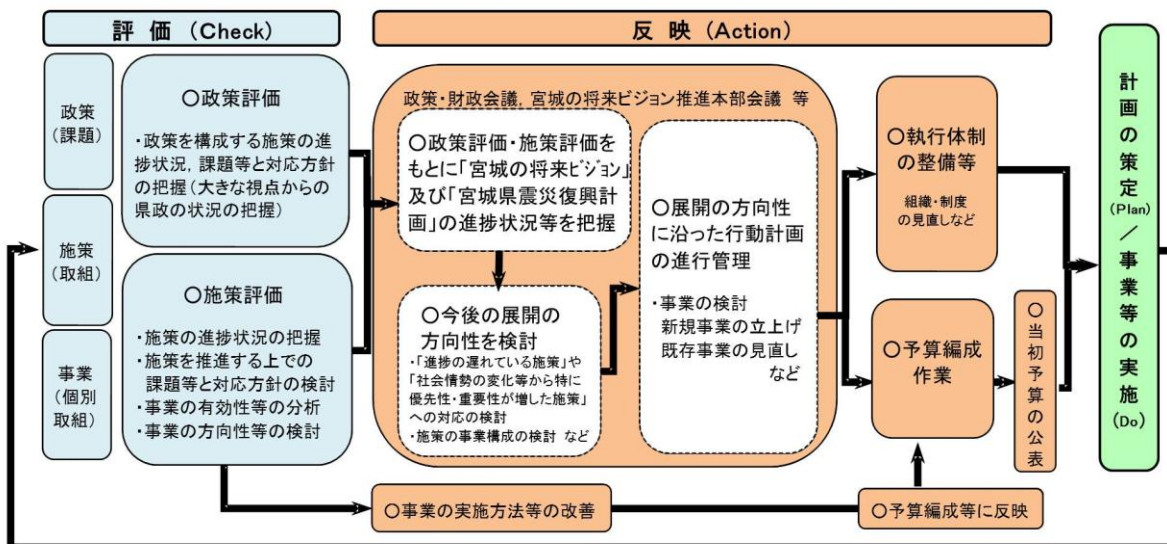 評 価 (Check)
反 映 (Action)
政策
(課題)
施策
(取組)
事業
(個別
取組)
○政策評価
・政策を構成する施策の進
捗状況，課題等と対応方針
の把握(大きな視点からの
県政の状況の把握)
○施策評価
・施策の進捗状況の把握
・施策を推進する上での
課題等と対応方針の検討
・事業の有効性等の分析
・事業の方向性等の検討
政策・財政会議，宮城の将来ビジョン推進本部会議 等
○政策評価・施策評価を
もとに「宮城の将来ビジョン」
及び「宮城県震災復興計
画」の進捗状況等を把握
○今後の展開の
方向性を検討
・「進捗の遅れている施策」や
「社会情勢の変化等から特に
優先性・重要性が増した施策」
への対応の検討
・施策の事業構成の検討 など
○展開の方向性
に沿った行動計画
の進行管理
・事業の検討
新規事業の立上げ
既存事業の見直し
など
○執行体制
の整備等
組織・制度
の見直しなど
○予算編成
作業
○当初予算の公表
計画の策定(Plan)／事業等の実施(Do)
○事業の実施方法等の改善
○予算編成等に反映